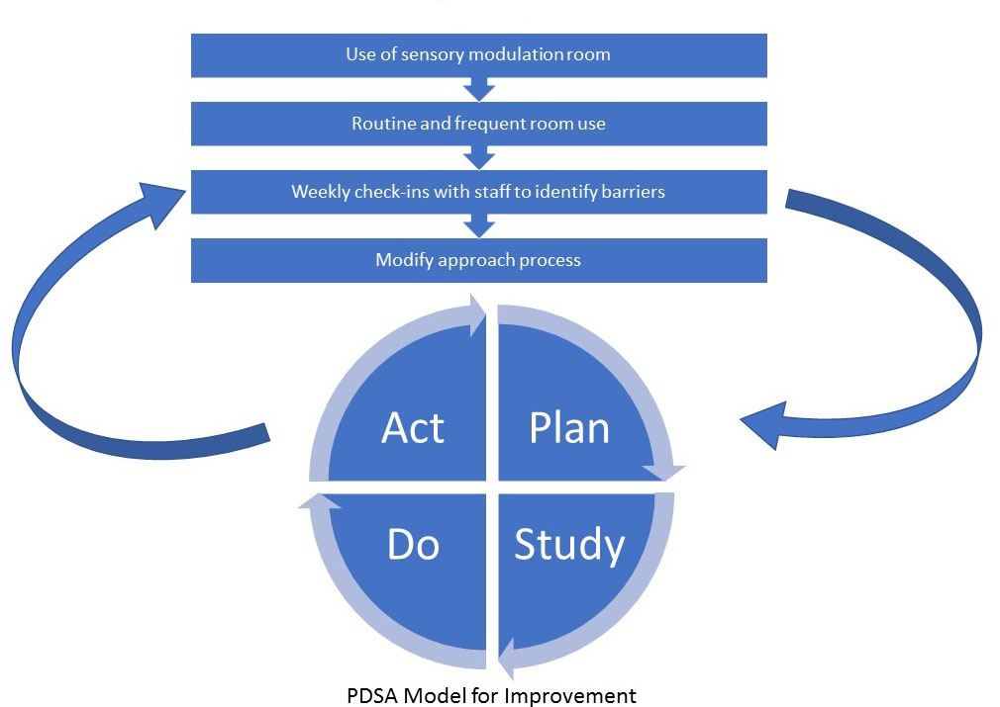 Use of sensory modulation room
Routine and frequent room use
Weekly check-ins with staff to identify barriers
Modify approach process
Act
Plan
Do
Study
PDSA Model for Improvement